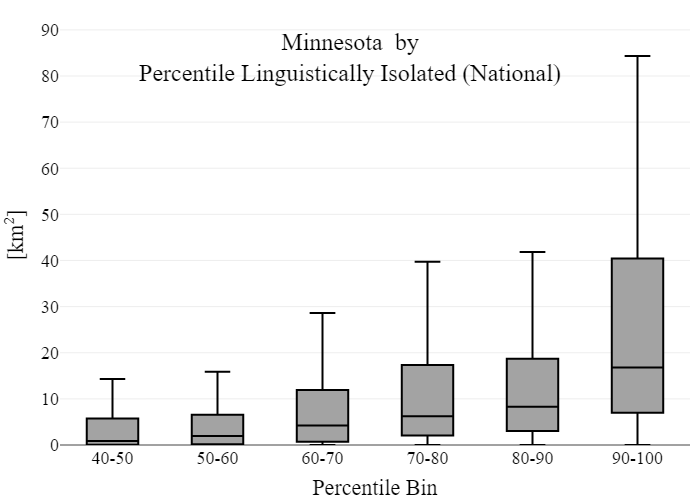 Minnesota by
Percentile Linguistically Isolated (National)
90
80
70
60
50
40
30
20
10
0
[km²]
40-50 50-60 60-70 70-80 80-90 90-100
Percentile Bin